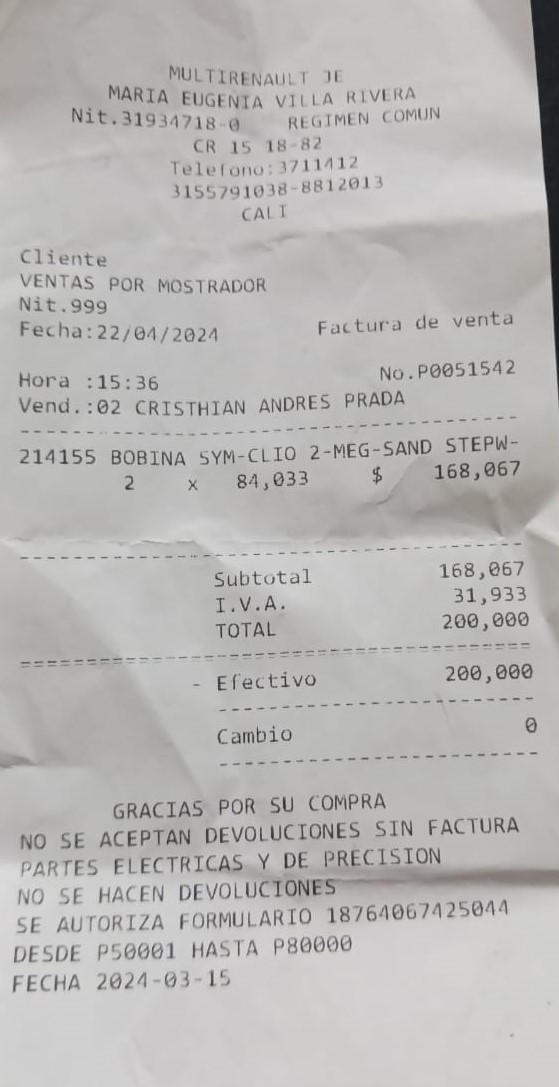 MULTIRENAULT JE
MARIA EUGENIA VILLA RIVERA
Nit.31934718-0 REGIMEN COMUN
CR 15 18-82
Telefono:3711412
3155791038-8812013
CALI
Cliente
VENTAS POR MOSTRADOR
Nit.999
Fecha:22/04/2024 Factura de venta
Hora :15:36 No.P0051542
Vend.:02 CRISTHIAN ANDRES PRADA
214155 BOBINA SYM-CLIO 2-MEG-SAND STEPW-
2 x 84,033 $ 168,067
Subtotal 168,067
I.V.A. 31,933
TOTAL 200,000
- Efectivo 200,000
Cambio 0
GRACIAS POR SU COMPRA
NO SE ACEPTAN DEVOLUCIONES SIN FACTURA
PARTES ELECTRICAS Y DE PRECISION
NO SE HACEN DEVOLUCIONES
SE AUTORIZA FORMULARIO 18764067425044
DESDE P50001 HASTA P80000
FECHA 2024-03-15